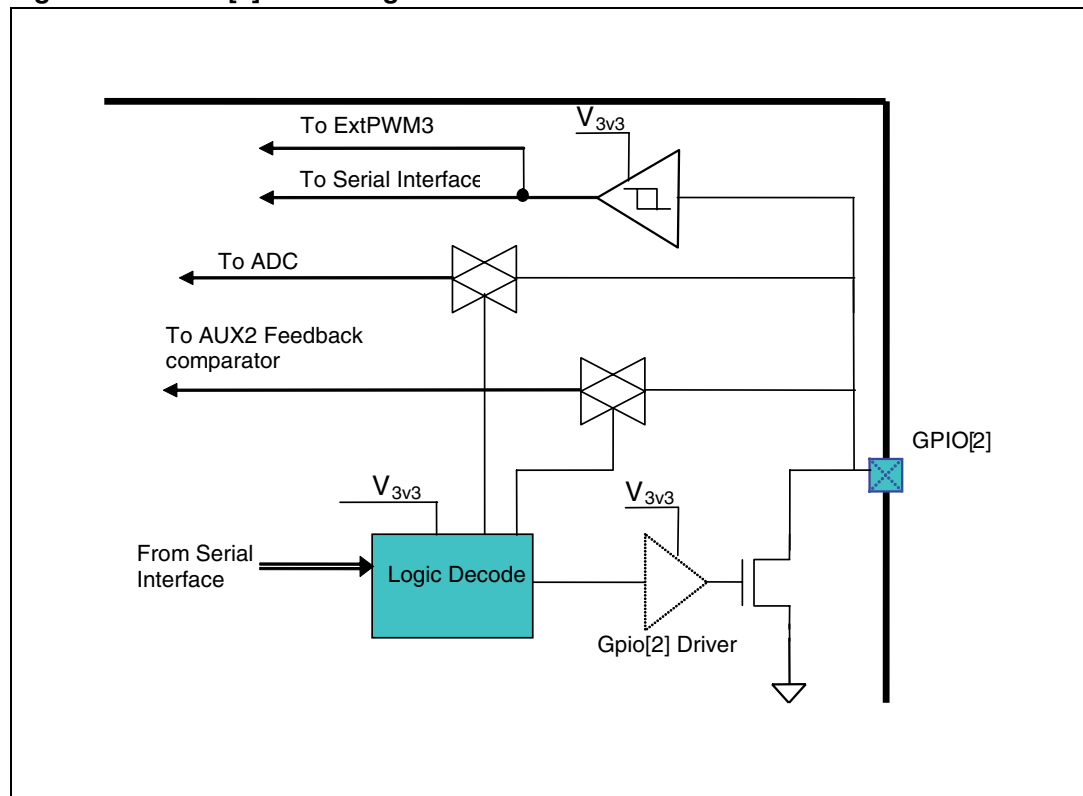 To ExtPWM3
V3v3
To Serial Interface
To ADC
To AUX2 Feedback
comparator
GPIO[2]
V3v3
V3v3
From Serial
Interface
Logic Decode
Gpio[2] Driver